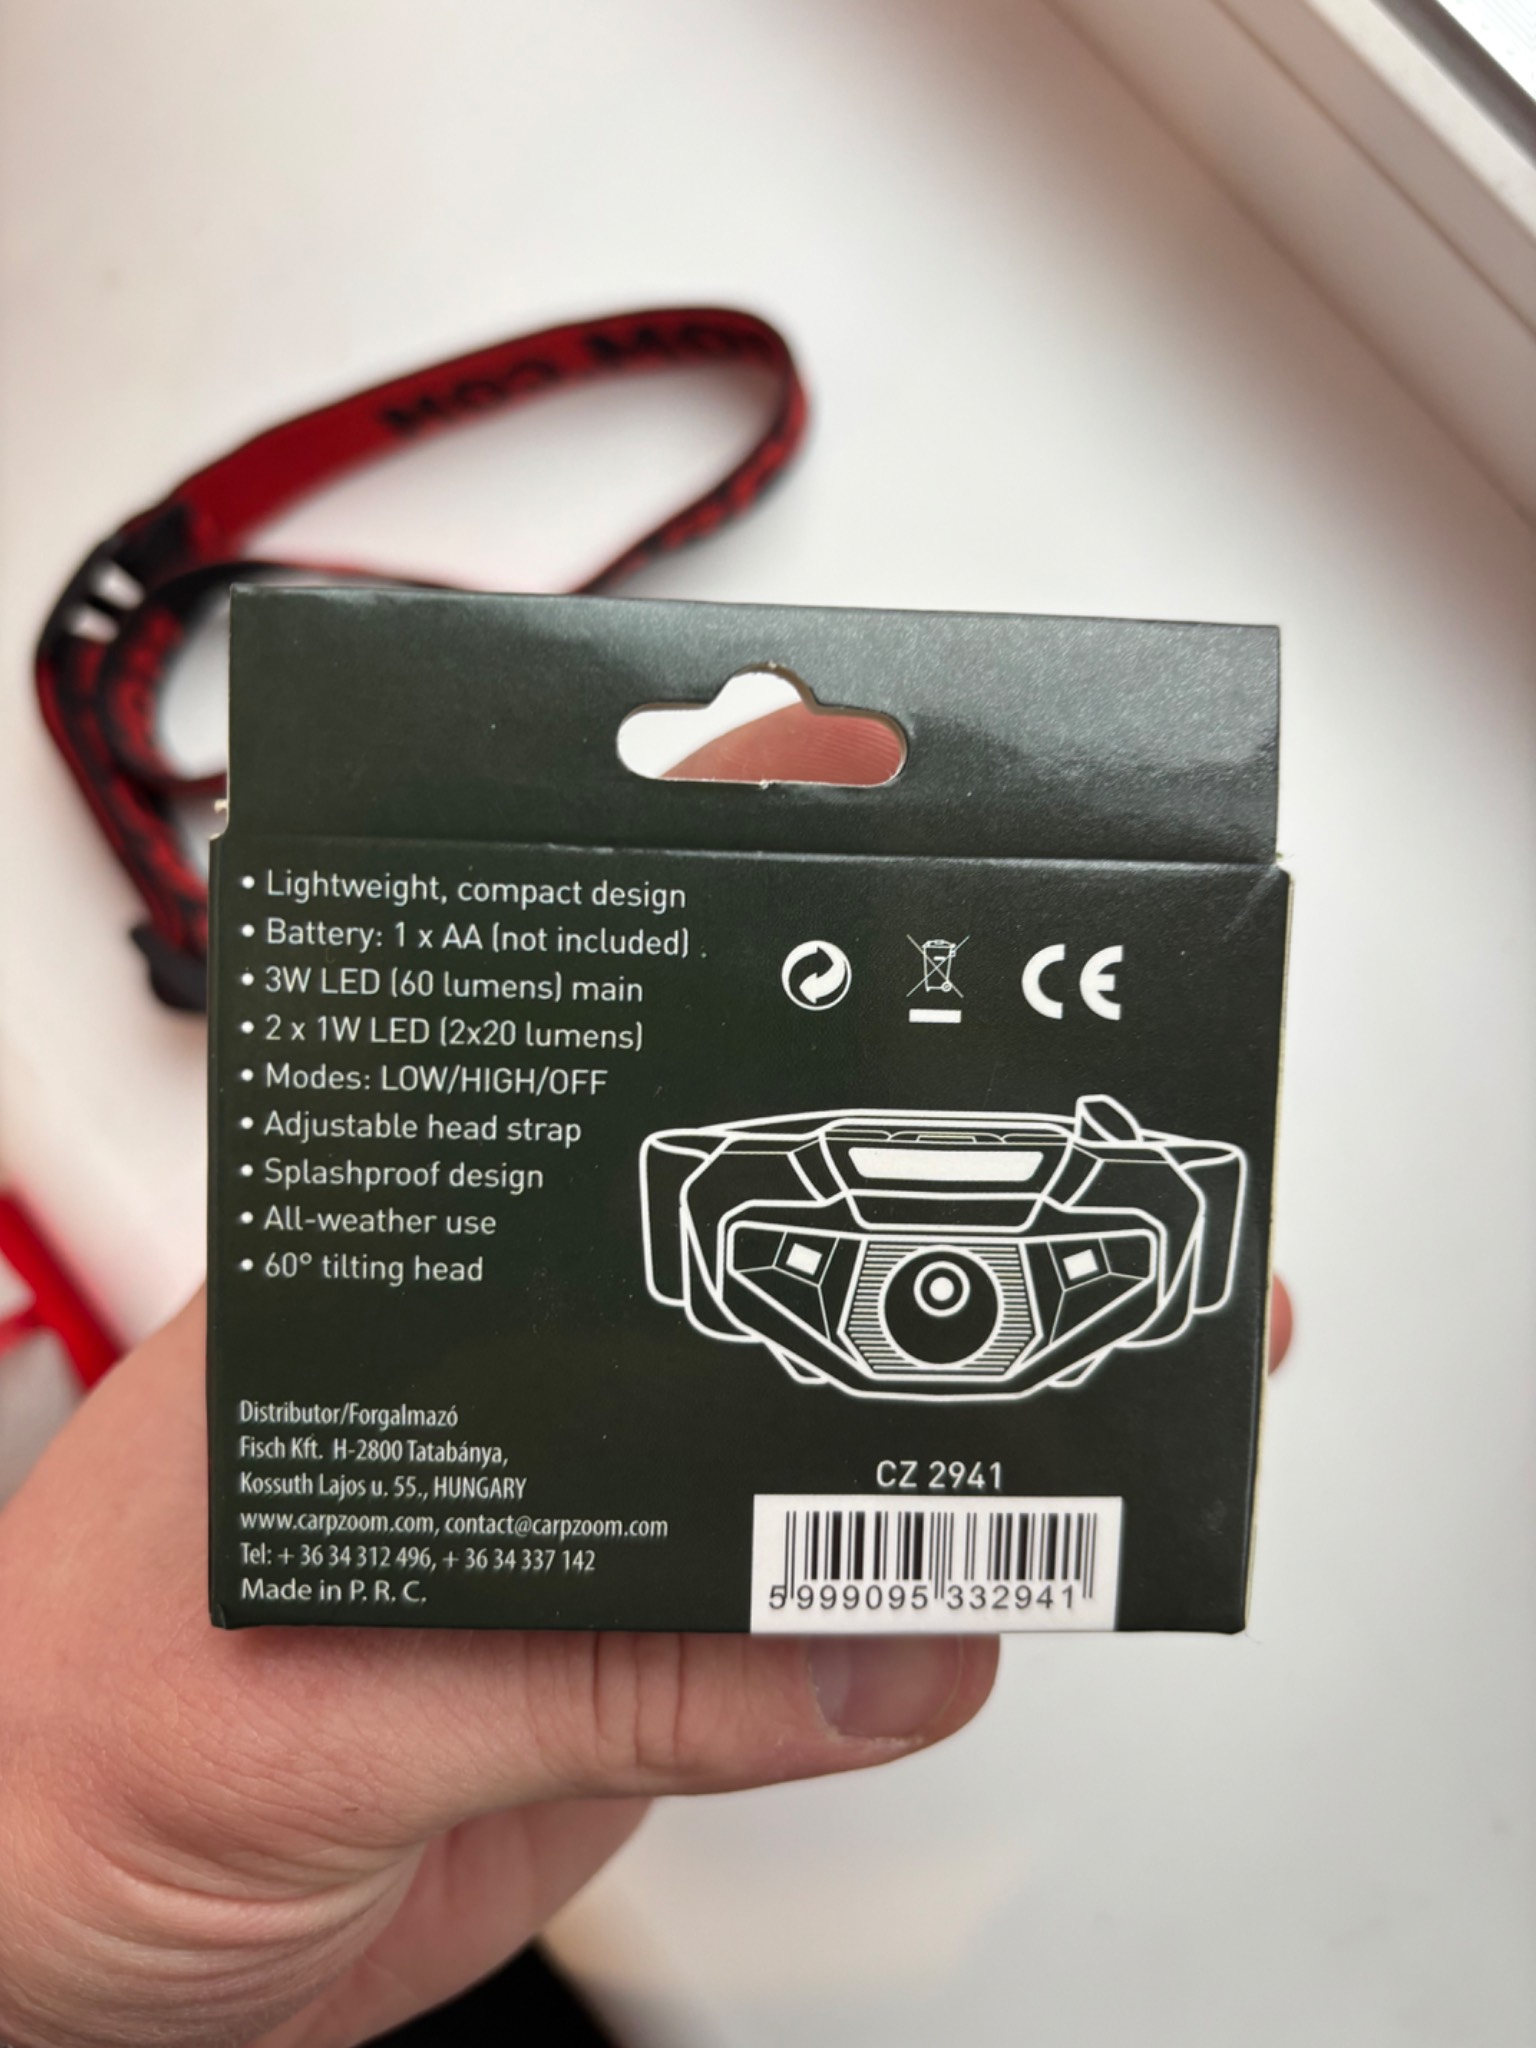 • Lightweight, compact design
• Battery: 1 x AA (not included) .
• 3W LED (60 lumens) main
• 2 x 1W LED (2x20 lumens)
• Modes: LOW/HIGH/OFF
• Adjustable head strap
• Splashproof design
• All-weather use
• 60° tilting head
CE
Distributor/Forgalmazó
Fisch Kft. H-2800 Tatabánya,
Kossuth Lajos u. 55., HUNGARY
www.carpzoom.com, contact@carpzoom.com
Tel: + 36 34 312 496, + 36 34 337 142
Made in P. R. C.
CZ 2941
5 999095 332941